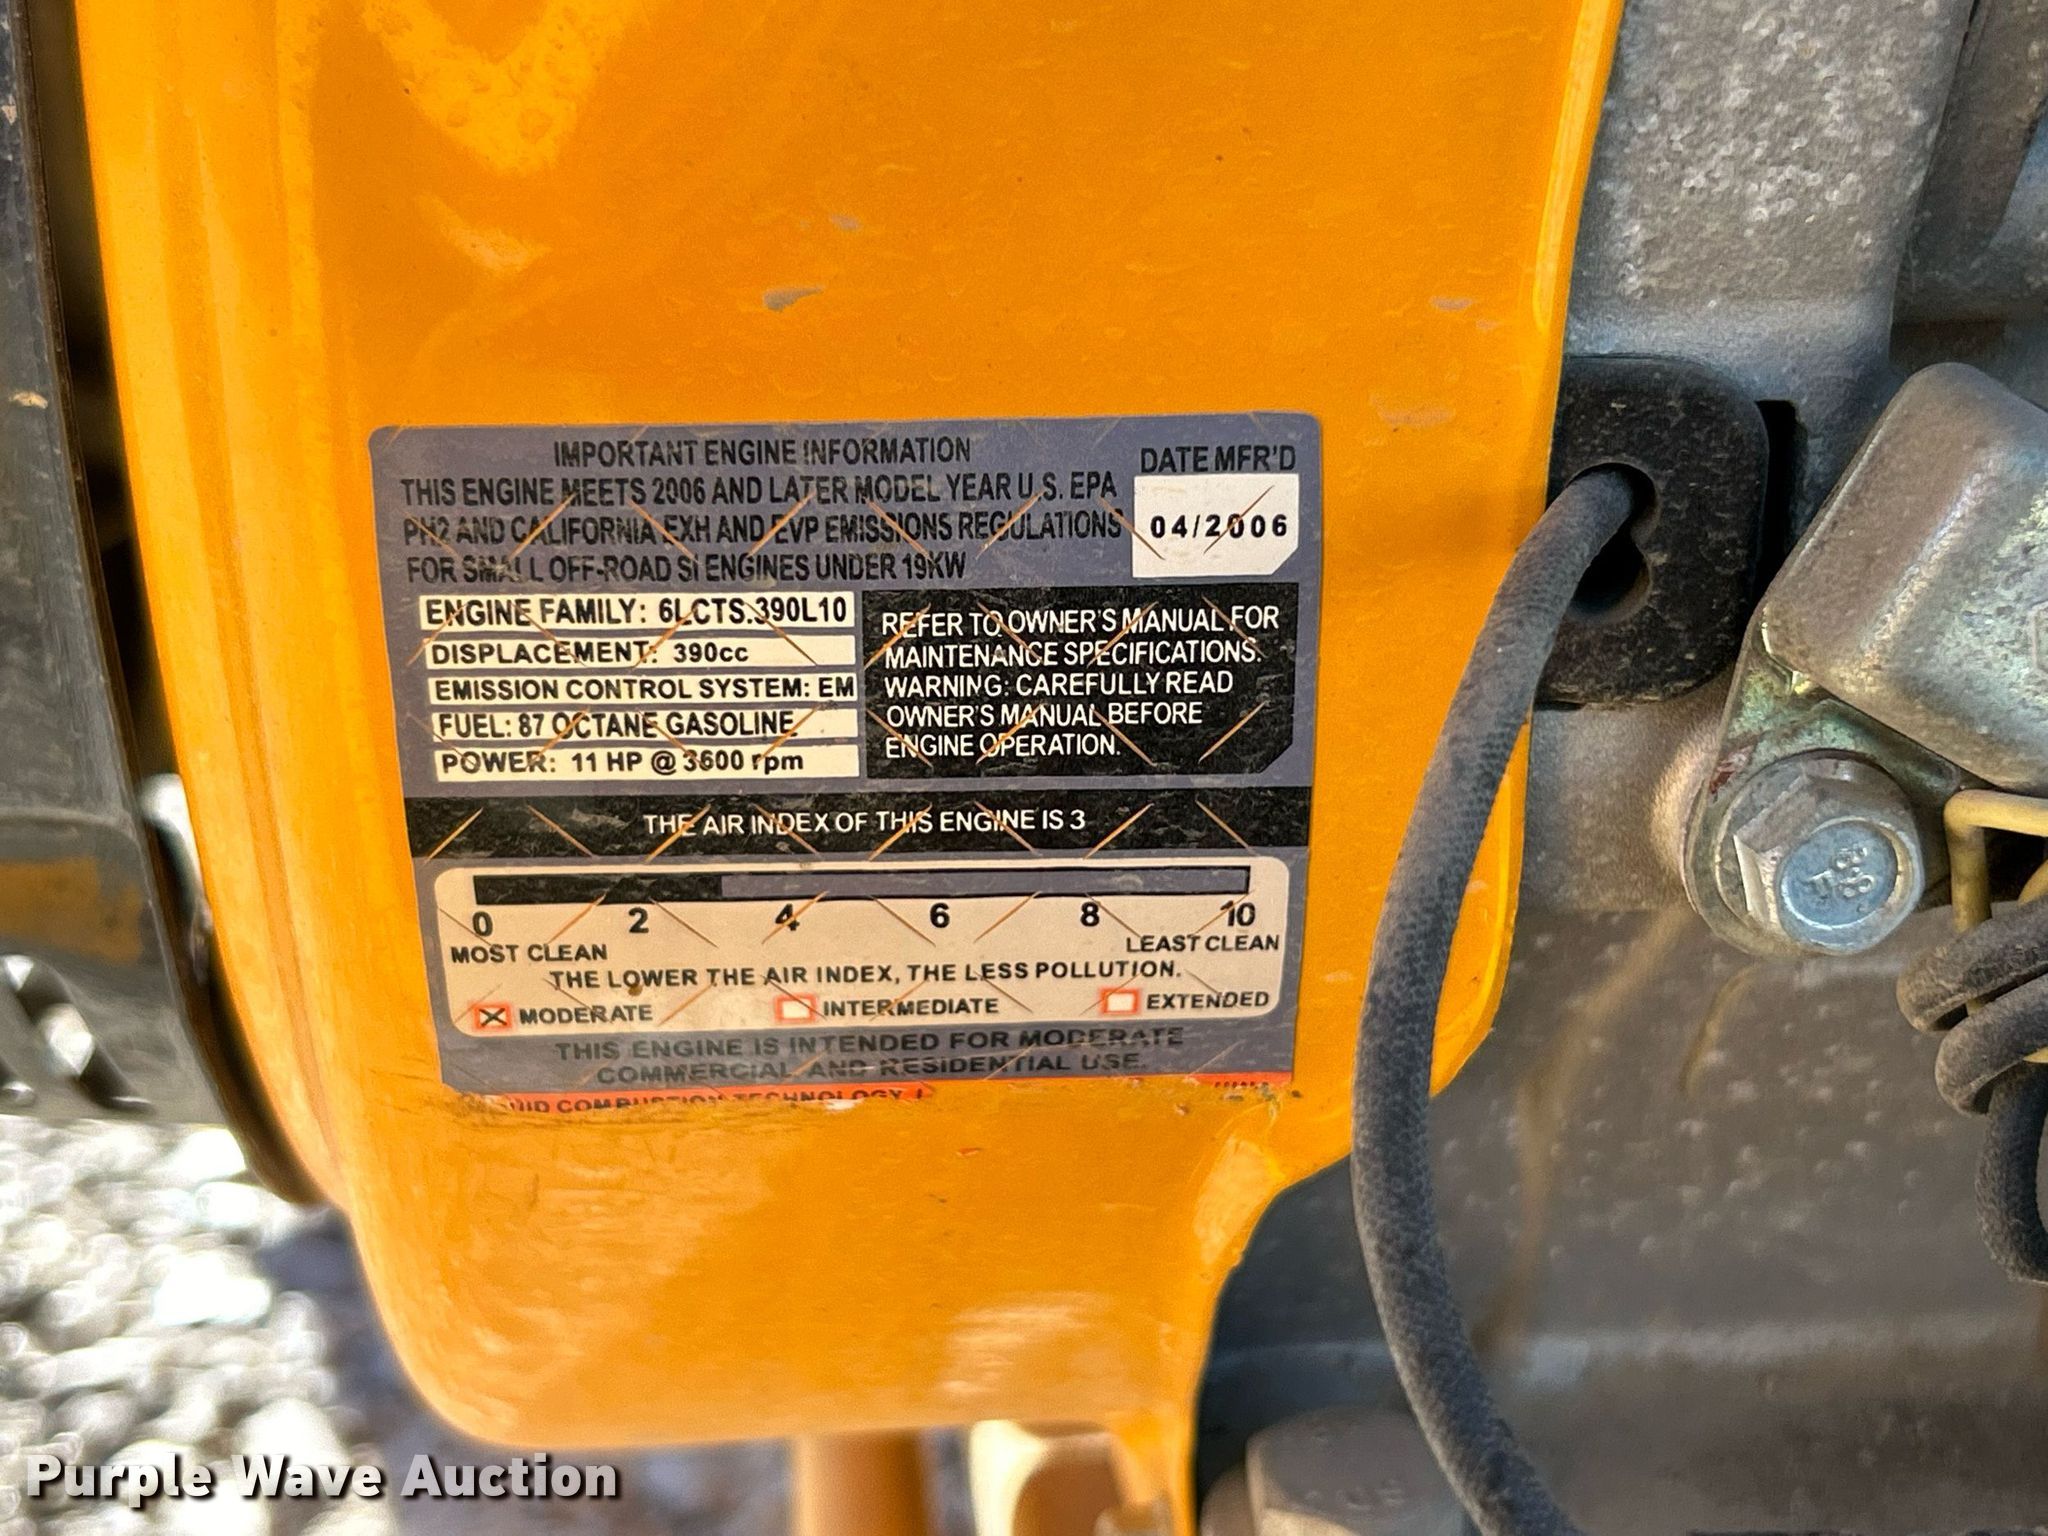 IMPORTANT ENGINE INFORMATION
THIS ENGINE MEETS 2006 AND LATER MODEL YEAR U.S. EPA
PH2 AND CALIFORNIA EXH AND EVP EMISSIONS REGULATIONS
FOR SMALL OFF-ROAD SI ENGINES UNDER 19KW
DATE MFR'D
04/2006
ENGINE FAMILY: 6LCTS.390L10
DISPLACEMENT: 390cc
EMISSION CONTROL SYSTEM: EM
FUEL: 87 OCTANE GASOLINE
POWER: 11 HP @ 3600 rpm
REFER TO OWNER'S MANUAL FOR
MAINTENANCE SPECIFICATIONS.
WARNING: CAREFULLY READ
OWNER'S MANUAL BEFORE
ENGINE OPERATION.
THE AIR INDEX OF THIS ENGINE IS 3
0 2 4 6 8 10
MOST CLEAN LEAST CLEAN
THE LOWER THE AIR INDEX, THE LESS POLLUTION.
MODERATE INTERMEDIATE EXTENDED
THIS ENGINE IS INTENDED FOR MODERATE
COMMERCIAL AND RESIDENTIAL USE.
COMBUSTION TECHNOLOGY
8.8
Purple Wave Auction